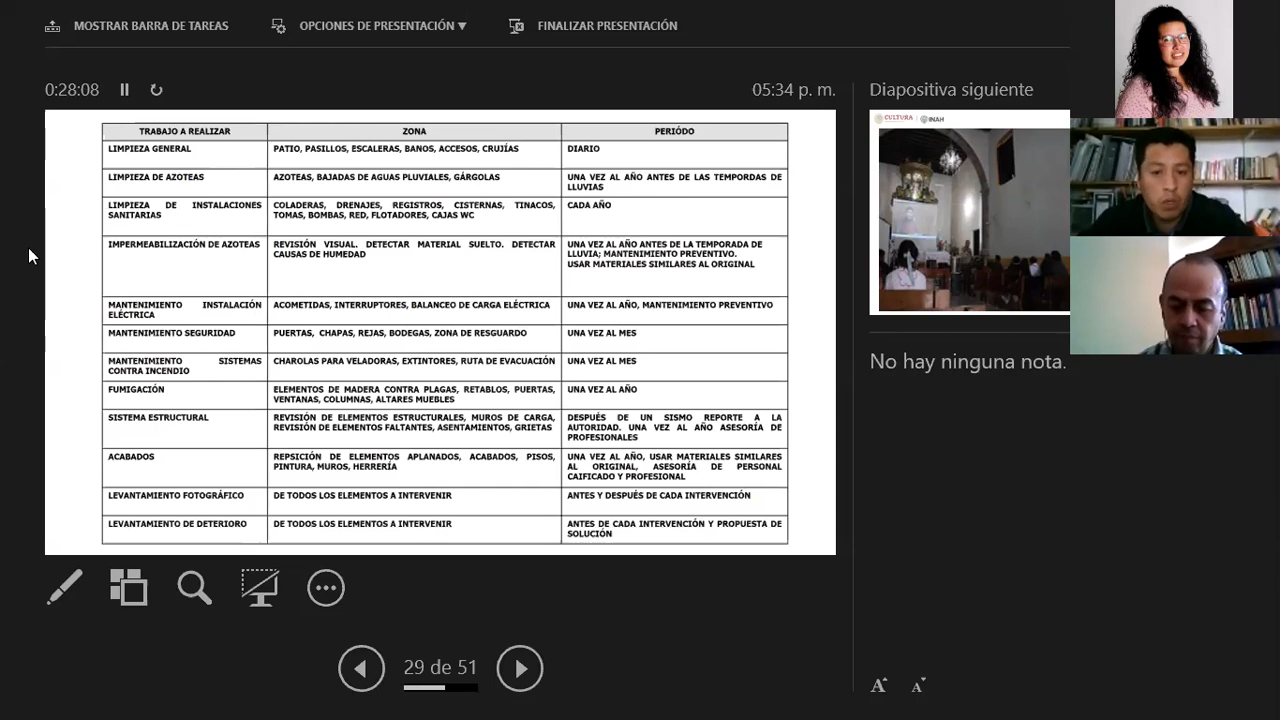 MOSTRAR BARRA DE TAREAS
OPCIONES DE PRESENTACIÓN ▼
FINALIZAR PRESENTACIÓN
0:28:08
05:34 p. m.
Diapositiva siguiente
TRABAJO A REALIZAR
ZONA
PERIÓDO
LIMPIEZA GENERAL
PATIO, PASILLOS, ESCALERAS, BANOS, ACCESOS, CRUJÍAS
DIARIO
LIMPIEZA DE AZOTEAS
AZOTEAS, BAJADAS DE AGUAS PLUVIALES, GÁRGOLAS
UNA VEZ AL AÑO ANTES DE LAS TEMPORDAS DE
LLUVIAS
LIMPIEZA DE INSTALACIONES
SANITARIAS
COLADERAS, DRENAJES, REGISTROS, CISTERNAS, TINACOS,
TOMAS, BOMBAS, RED, FLOTADORES, CAJAS WC
CADA AÑO
IMPERMEABILIZACIÓN DE AZOTEAS
REVISIÓN VISUAL. DETECTAR MATERIAL SUELTO. DETECTAR
CAUSAS DE HUMEDAD
UNA VEZ AL AÑO ANTES DE LA TEMPORADA DE
LLUVIA; MANTENIMIENTO PREVENTIVO.
USAR MATERIALES SIMILARES AL ORIGINAL
MANTENIMIENTO INSTALACIÓN
ELÉCTRICA
ACOMETIDAS, INTERRUPTORES, BALANCEO DE CARGA ELÉCTRICA
UNA VEZ AL AÑO, MANTENIMIENTO PREVENTIVO
MANTENIMIENTO SEGURIDAD
PUERTAS, CHAPAS, REJAS, BODEGAS, ZONA DE RESGUARDO
UNA VEZ AL MES
MANTENIMIENTO SISTEMAS
CONTRA INCENDIO
CHAROLAS PARA VELADORAS, EXTINTORES, RUTA DE EVACUACIÓN
UNA VEZ AL MES
FUMIGACIÓN
ELEMENTOS DE MADERA CONTRA PLAGAS, RETABLOS, PUERTAS,
VENTANAS, COLUMNAS, ALTARES MUEBLES
UNA VEZ AL AÑO
SISTEMA ESTRUCTURAL
REVISIÓN DE ELEMENTOS ESTRUCTURALES, MUROS DE CARGA,
REVISIÓN DE ELEMENTOS FALTANTES, ASENTAMIENTOS, GRIETAS
DESPUÉS DE UN SISMO REPORTE A LA
AUTORIDAD. UNA VEZ AL AÑO ASESORÍA DE
PROFESIONALES
ACABADOS
REPSICIÓN DE ELEMENTOS APLANADOS, ACABADOS, PISOS,
PINTURA, MUROS, HERRERÍA
UNA VEZ AL AÑO, USAR MATERIALES SIMILARES
AL ORIGINAL, ASESORÍA DE PERSONAL
CAIFICADO Y PROFESIONAL
LEVANTAMIENTO FOTOGRÁFICO
DE TODOS LOS ELEMENTOS A INTERVENIR
ANTES Y DESPUÉS DE CADA INTERVENCIÓN
LEVANTAMIENTO DE DETERIORO
DE TODOS LOS ELEMENTOS A INTERVENIR
ANTES DE CADA INTERVENCIÓN Y PROPUESTA DE
SOLUCIÓN
CULTURA
INAH
No hay ninguna nota.
29 de 51
A A